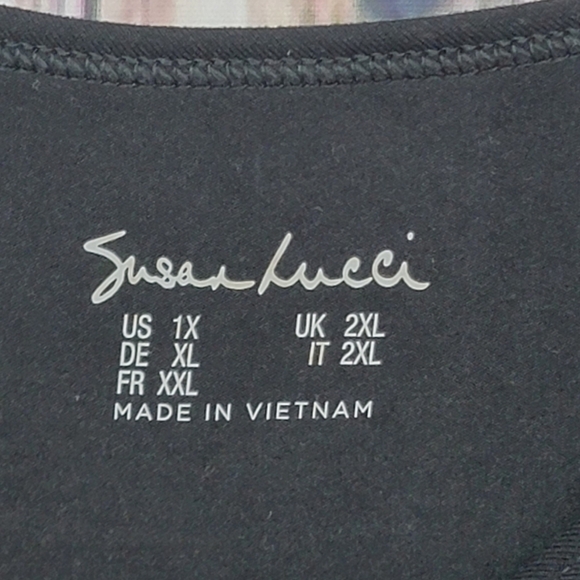 Susan Lucci
US 1X UK 2XL
DE XL IT 2XL
FR XXL
MADE IN VIETNAM